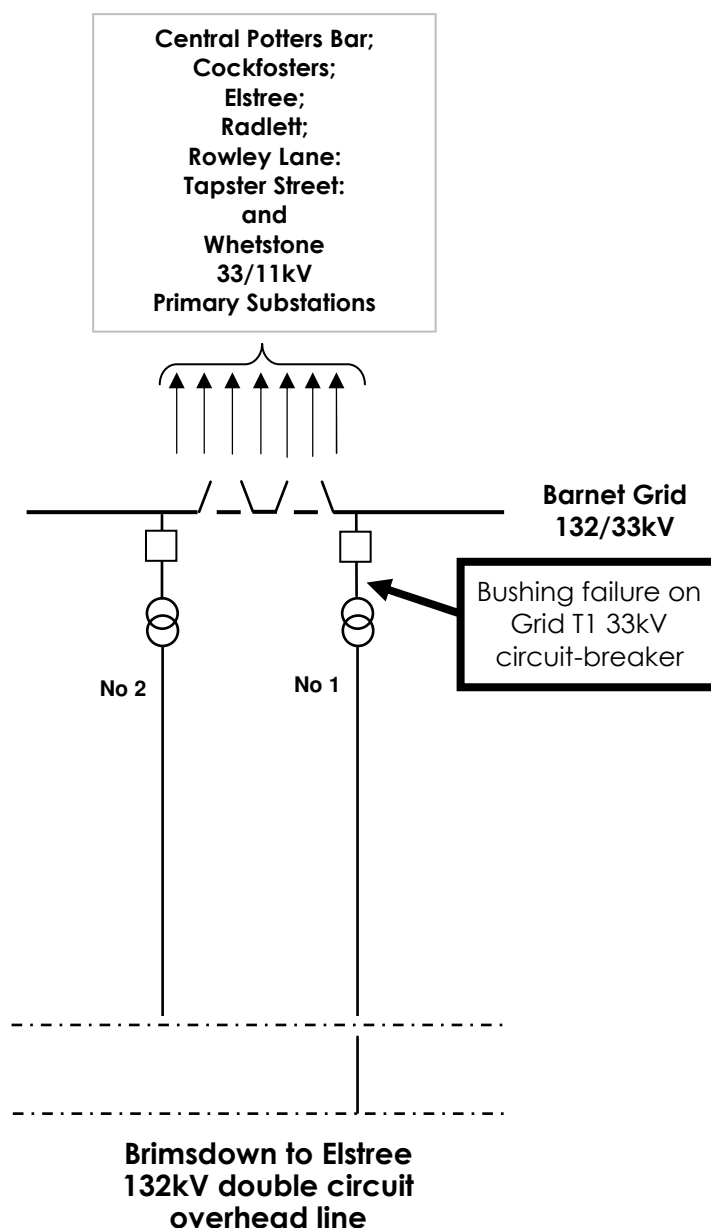 Central Potters Bar;
Cockfosters;
Elstree;
Radlett;
Rowley Lane:
Tapster Street:
and
Whetstone
33/11kV
Primary Substations
Barnet Grid
132/33kV
Bushing failure on
Grid T1 33kV
circuit-breaker
No 2
No 1
Brimsdown to Elstree
132kV double circuit
overhead line